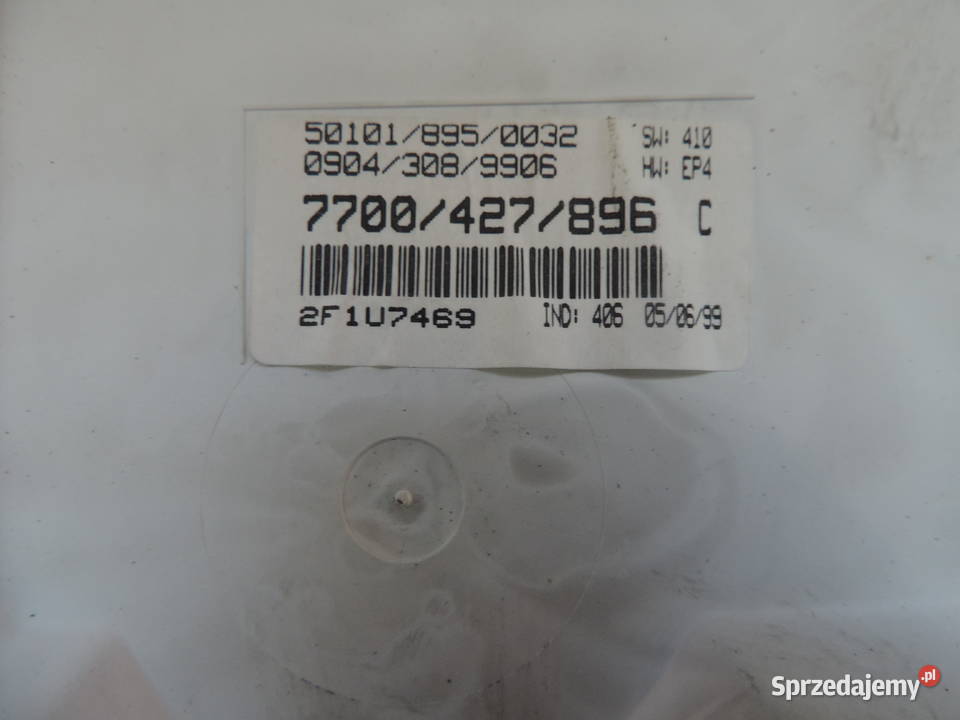 50101/895/0032 SW: 410
0904/308/9906 HW: EP4
7700/427/896 C
2F1U7469 IND: 406 05/06/99
Sprzedajemy.pl